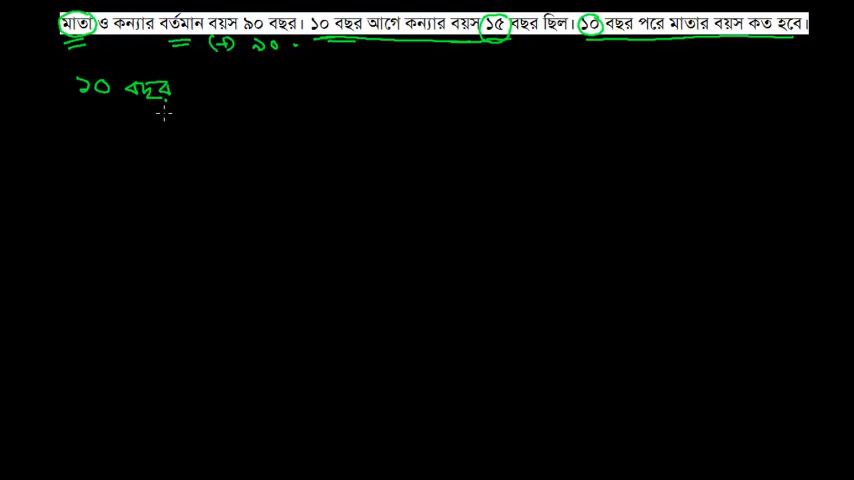 মাতা ও কন্যার বর্তমান বয়স ৯০ বছর। ১০ বছর আগে কন্যার বয়স ১৫ বছর ছিল। ১০ বছর পরে মাতার বয়স কত হবে।
(+) ৯০.
১০ বছর